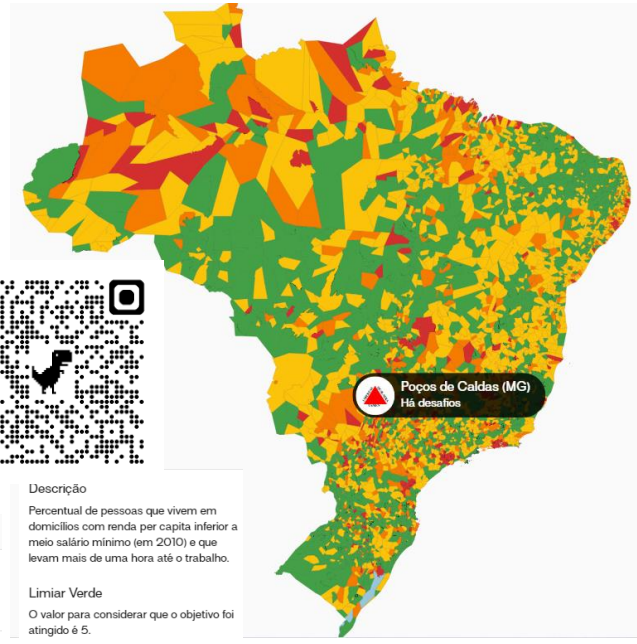 Poços de Caldas (MG)
Há desafios
Descrição
Percentual de pessoas que vivem em
domicílios com renda per capita inferior a
meio salário mínimo (em 2010) e que
levam mais de uma hora até o trabalho.
Limiar Verde
O valor para considerar que o objetivo foi
atingido é 5.